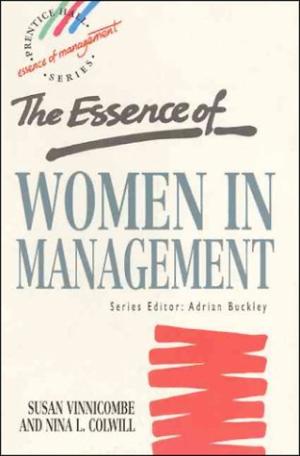 PRENTICE HALL
essence of management
SERIES
The Essence of
WOMEN IN
MANAGEMENT
Series Editor: Adrian Buckley
SUSAN VINNICOMBE
AND NINA L. COLWILL